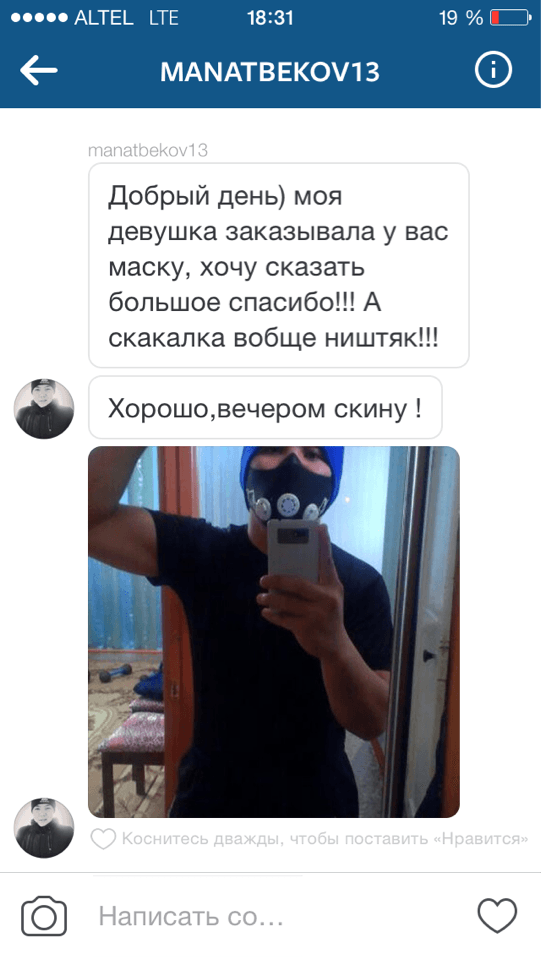 ALTEL LTE 18:31 19 %
MANATBEKOV13
manatbekov13
Добрый день) моя
девушка заказывала у вас
маску, хочу сказать
большое спасибо!!! А
скакалка вобще ништяк!!!
Хорошо,вечером скину !
Коснитесь дважды, чтобы поставить «Нравится»
Написать со...